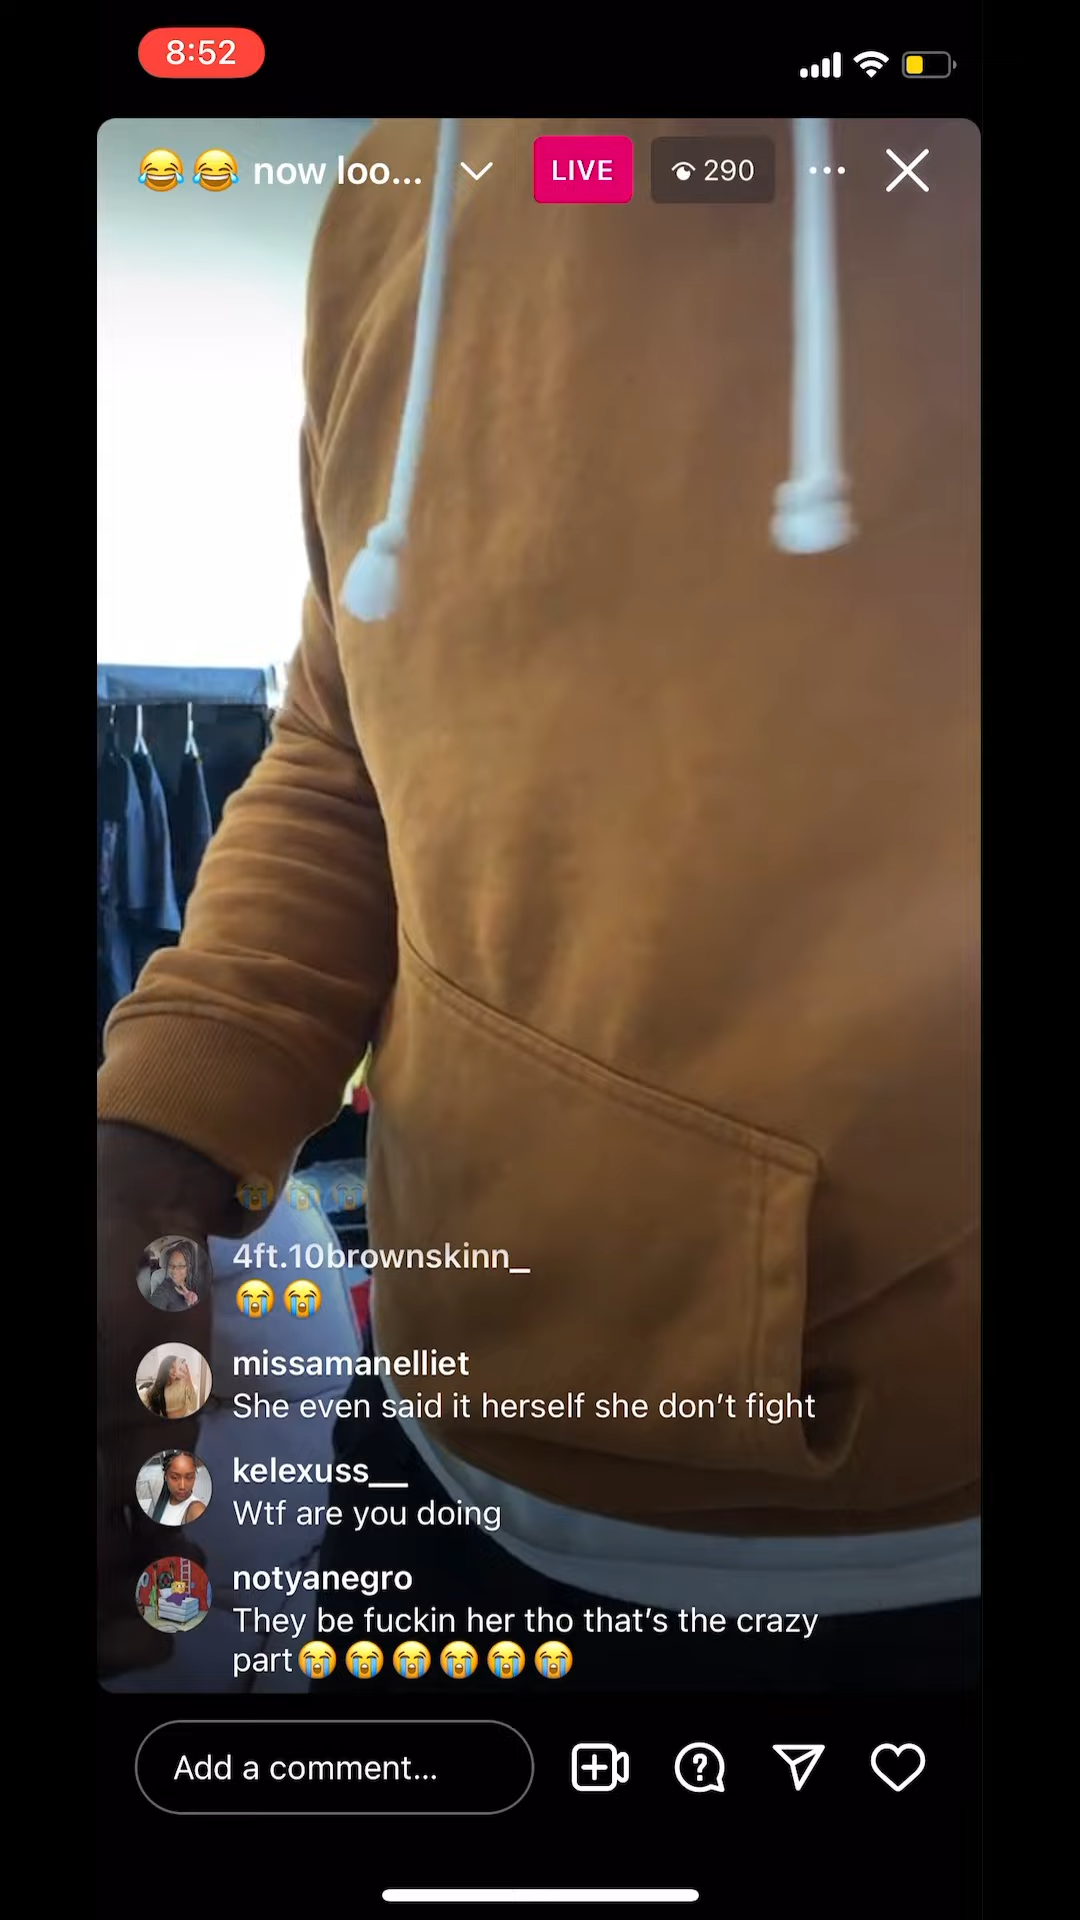 8:52
😂😂 now loo...
LIVE
290
😭😭😭
4ft.10brownskinn_
😭😭
missamanelliet
She even said it herself she don’t fight
kelexuss__
Wtf are you doing
notyanegro
They be fuckin her tho that’s the crazy
part😭😭😭😭😭😭
Add a comment...